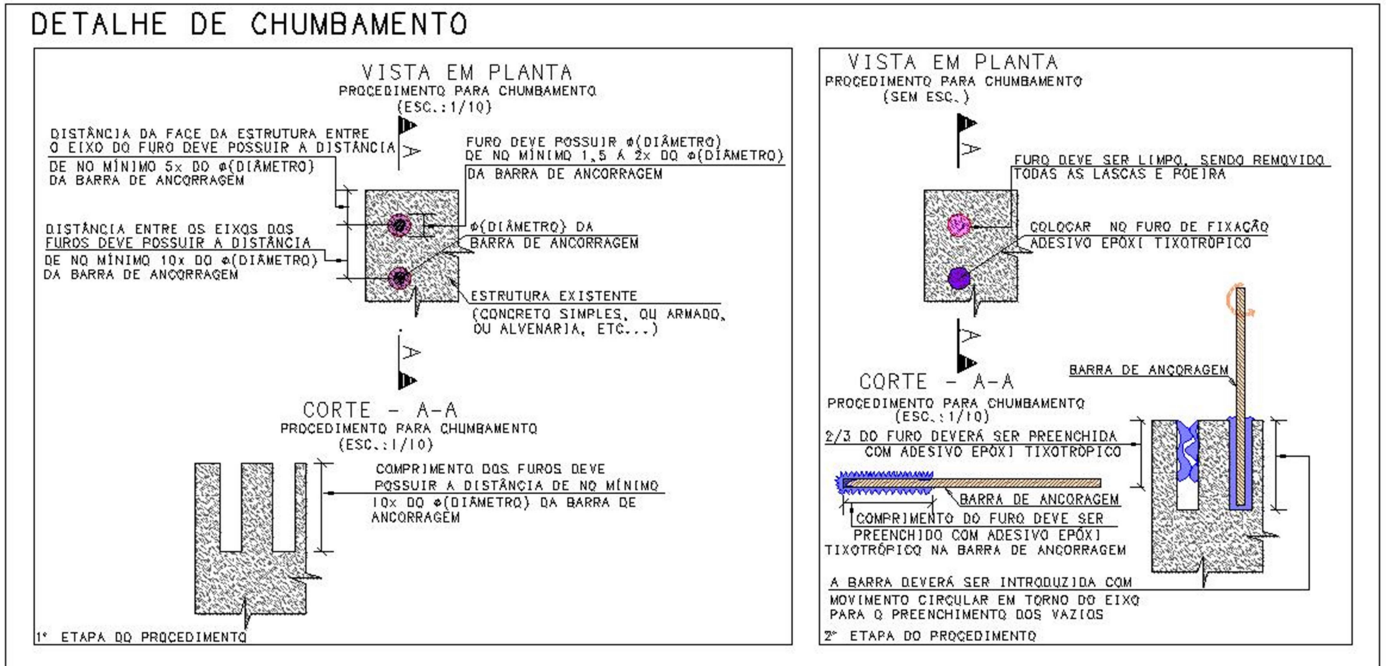 DETALHE DE CHUMBAMENTO
VISTA EM PLANTA
PROCEDIMENTO PARA CHUMBAMENTO
(ESC.:1/10)
A
DISTÂNCIA DA FACE DA ESTRUTURA ENTRE
O EIXO DO FURO DEVE POSSUIR A DISTÂNCIA
DE NO MÍNIMO 5x DO ø(DIÂMETRO)
DA BARRA DE ANCORRAGEM
FURO DEVE POSSUIR ø(DIÂMETRO)
DE NO MÍNIMO 1,5 A 2x DO ø(DIÂMETRO)
DA BARRA DE ANCORRAGEM
DISTÂNCIA ENTRE OS EIXOS DOS
FUROS DEVE POSSUIR A DISTÂNCIA
DE NO MÍNIMO 10x DO ø(DIÂMETRO)
DA BARRA DE ANCORRAGEM
ø(DIÂMETRO) DA
BARRA DE ANCORRAGEM
ESTRUTURA EXISTENTE
(CONCRETO SIMPLES, OU ARMADO,
OU ALVENARIA, ETC...)
A
CORTE - A-A
PROCEDIMENTO PARA CHUMBAMENTO
(ESC.:1/10)
COMPRIMENTO DOS FUROS DEVE
POSSUIR A DISTÂNCIA DE NO MÍNIMO
10x DO ø(DIÂMETRO) DA BARRA DE
ANCORRAGEM
1° ETAPA DO PROCEDIMENTO
VISTA EM PLANTA
PROCEDIMENTO PARA CHUMBAMENTO
(SEM ESC.)
A
FURO DEVE SER LIMPO, SENDO REMOVIDO
TODAS AS LASCAS E POEIRA
COLOCAR NO FURO DE FIXAÇÃO
ADESIVO EPÓXI TIXOTRÓPICO
A
BARRA DE ANCORAGEM
CORTE - A-A
PROCEDIMENTO PARA CHUMBAMENTO
(ESC.:1/10)
2/3 DO FURO DEVERÁ SER PREENCHIDA
COM ADESIVO EPÓXI TIXOTRÓPICO
BARRA DE ANCORAGEM
COMPRIMENTO DO FURO DEVE SER
PREENCHIDO COM ADESIVO EPÓXI
TIXOTRÓPICO NA BARRA DE ANCORRAGEM
A BARRA DEVERÁ SER INTRODUZIDA COM
MOVIMENTO CIRCULAR EM TORNO DO EIXO
PARA O PREENCHIMENTO DOS VAZIOS
2° ETAPA DO PROCEDIMENTO